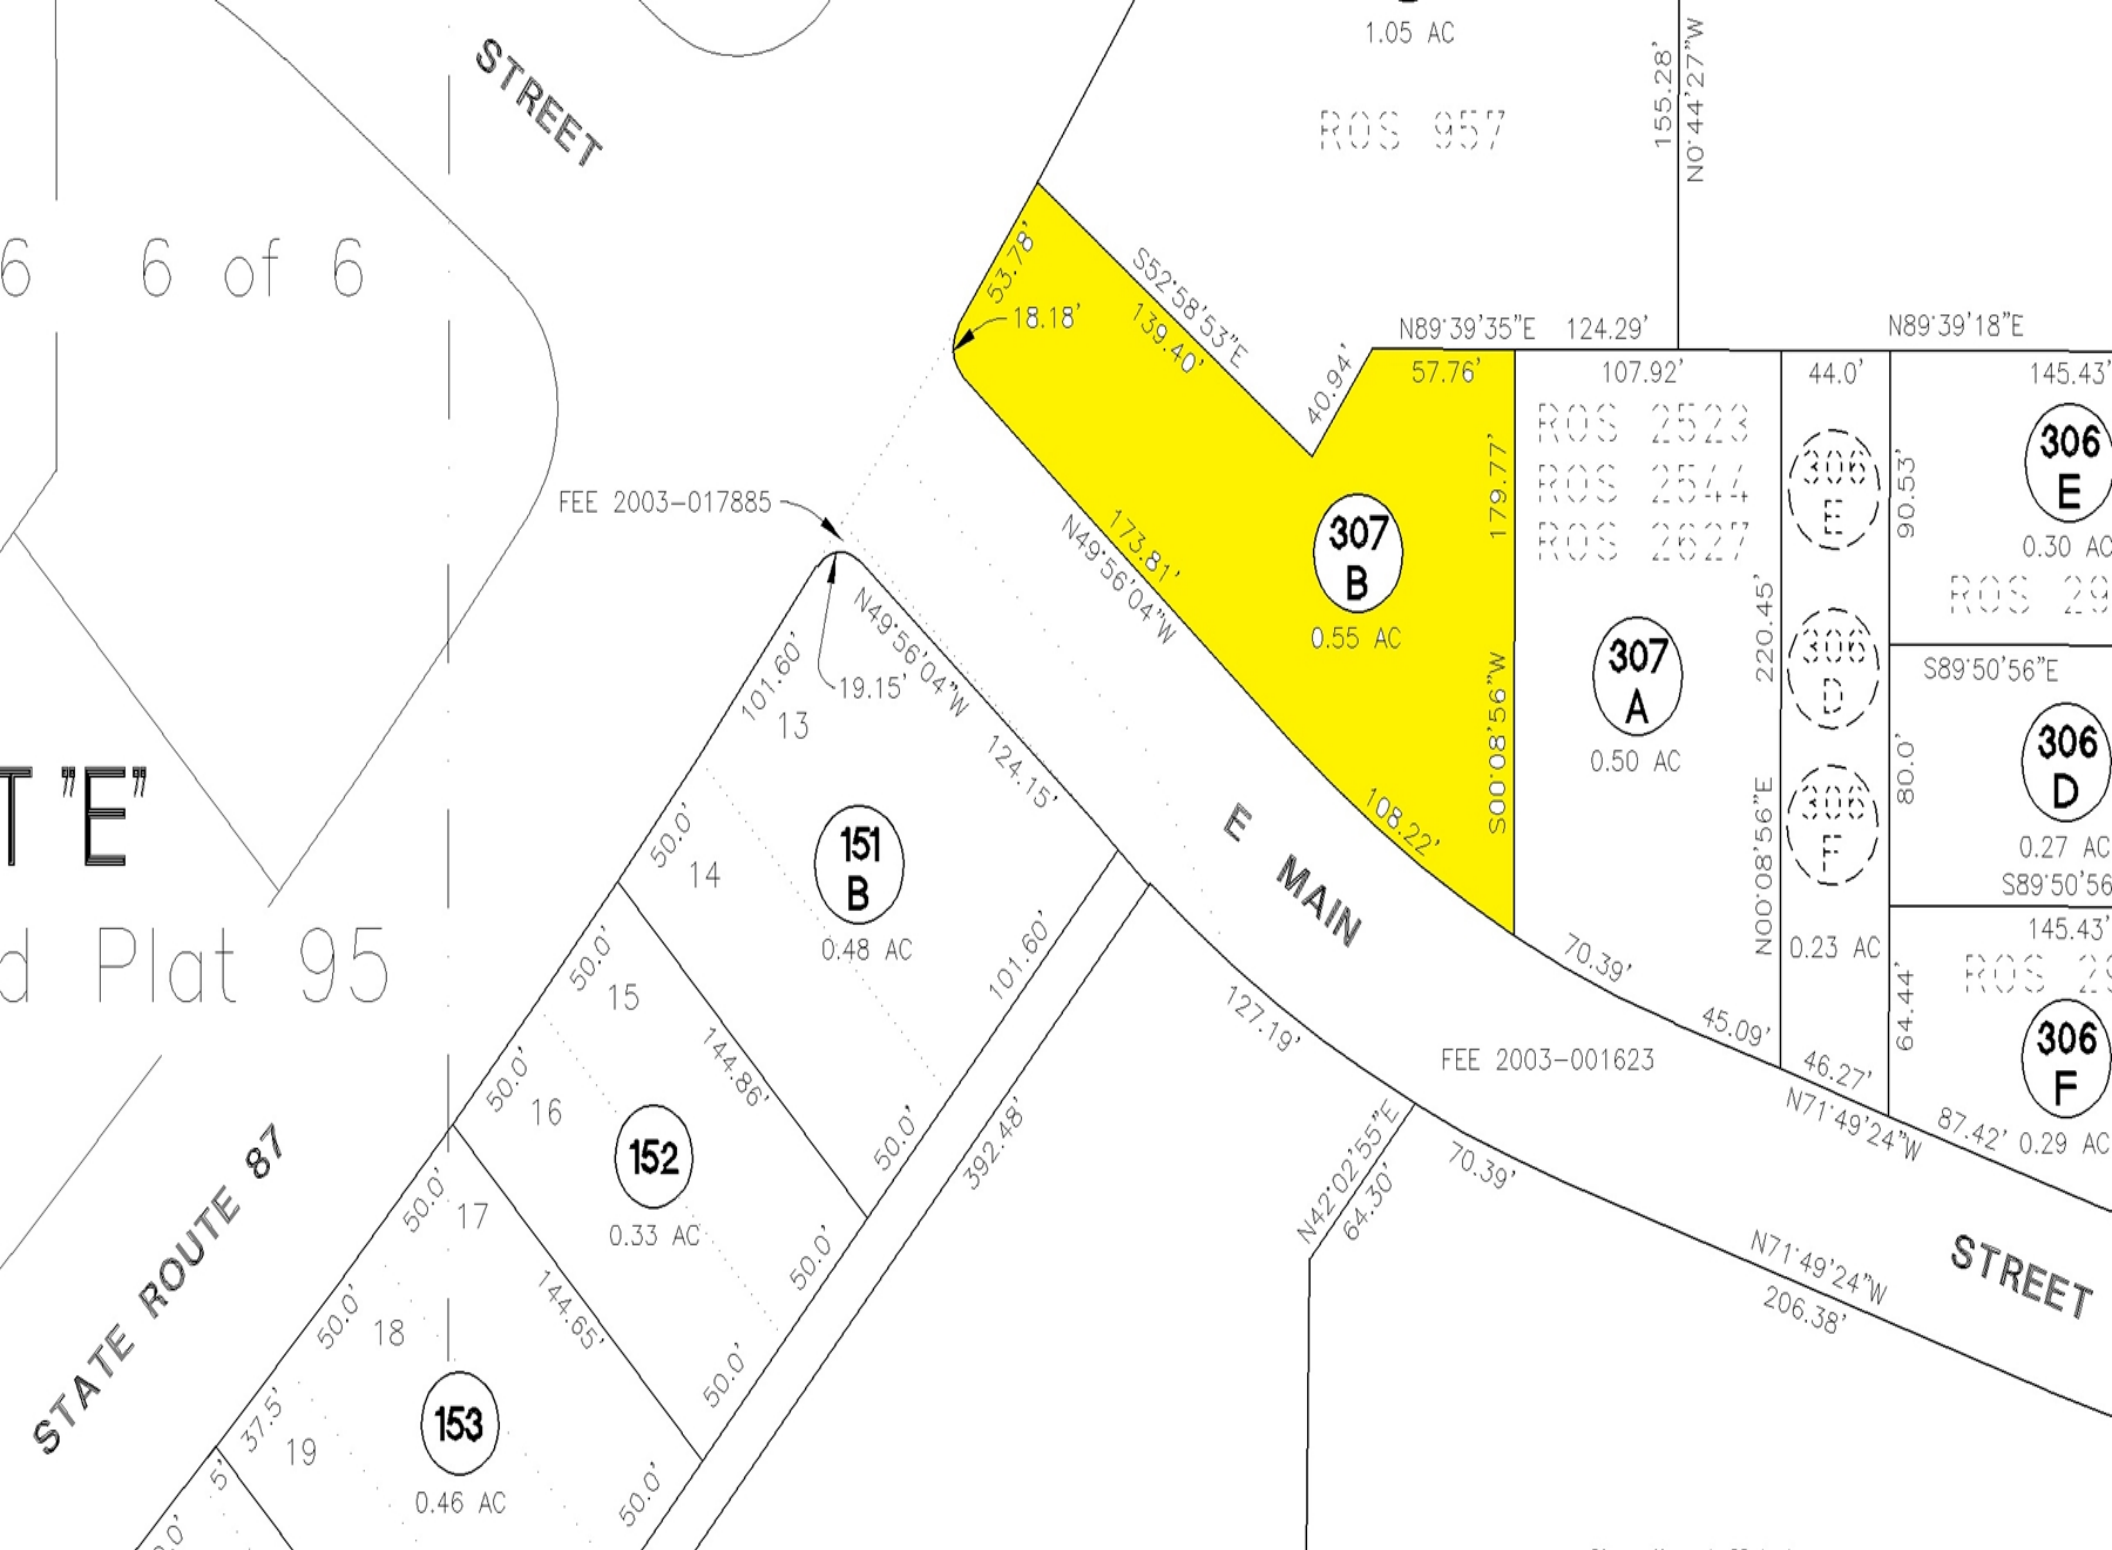 1.05 AC
ROS 957
155.28'
N0°44'27"W
STREET
6 6 of 6
53.78'
18.18'
S52°58'53"E
139.40'
40.94'
N89°39'35"E 124.29'
N89°39'18"E
57.76'
107.92'
44.0'
145.43'
ROS 2523
ROS 2544
ROS 2627
179.77'
S00°08'56"W
307
B
0.55 AC
307
A
0.50 AC
220.45'
N00°08'56"E
306
E
306
D
306
F
0.23 AC
90.53'
306
E
0.30 AC
ROS 29
S89°50'56"E
80.0'
306
D
0.27 AC
S89°50'56
145.43'
ROS 29
64.44'
306
F
0.29 AC
FEE 2003-017885
173.81'
N49°56'04"W
108.22'
N49°56'04"W
101.60'
19.15'
13
124.15'
50.0'
14
151
B
0.48 AC
101.60'
E MAIN
STREET
70.39'
45.09'
46.27'
N71°49'24"W
87.42'
FEE 2003-001623
127.19'
N42°02'55"E
64.30'
70.39'
N71°49'24"W
206.38'
T "E"
d Plat 95
50.0'
15
144.86'
50.0'
16
50.0'
392.48'
152
0.33 AC
50.0'
17
50.0'
144.65'
50.0'
18
50.0'
153
0.46 AC
37.5'
19
50.0'
5'
STATE ROUTE 87